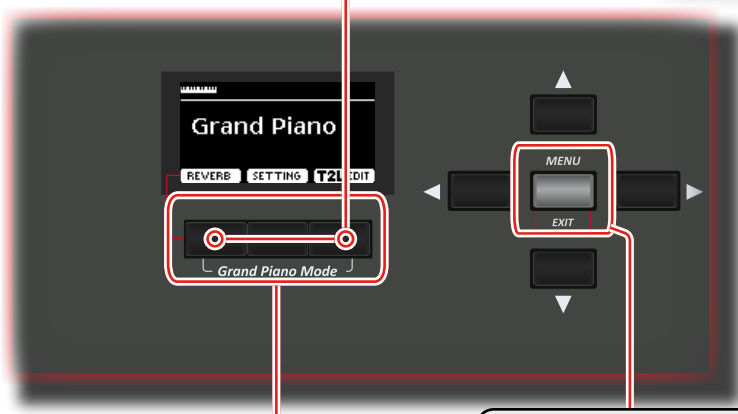 Grand Piano
REVERB SETTING T2L EDIT
Grand Piano Mode
MENU
EXIT